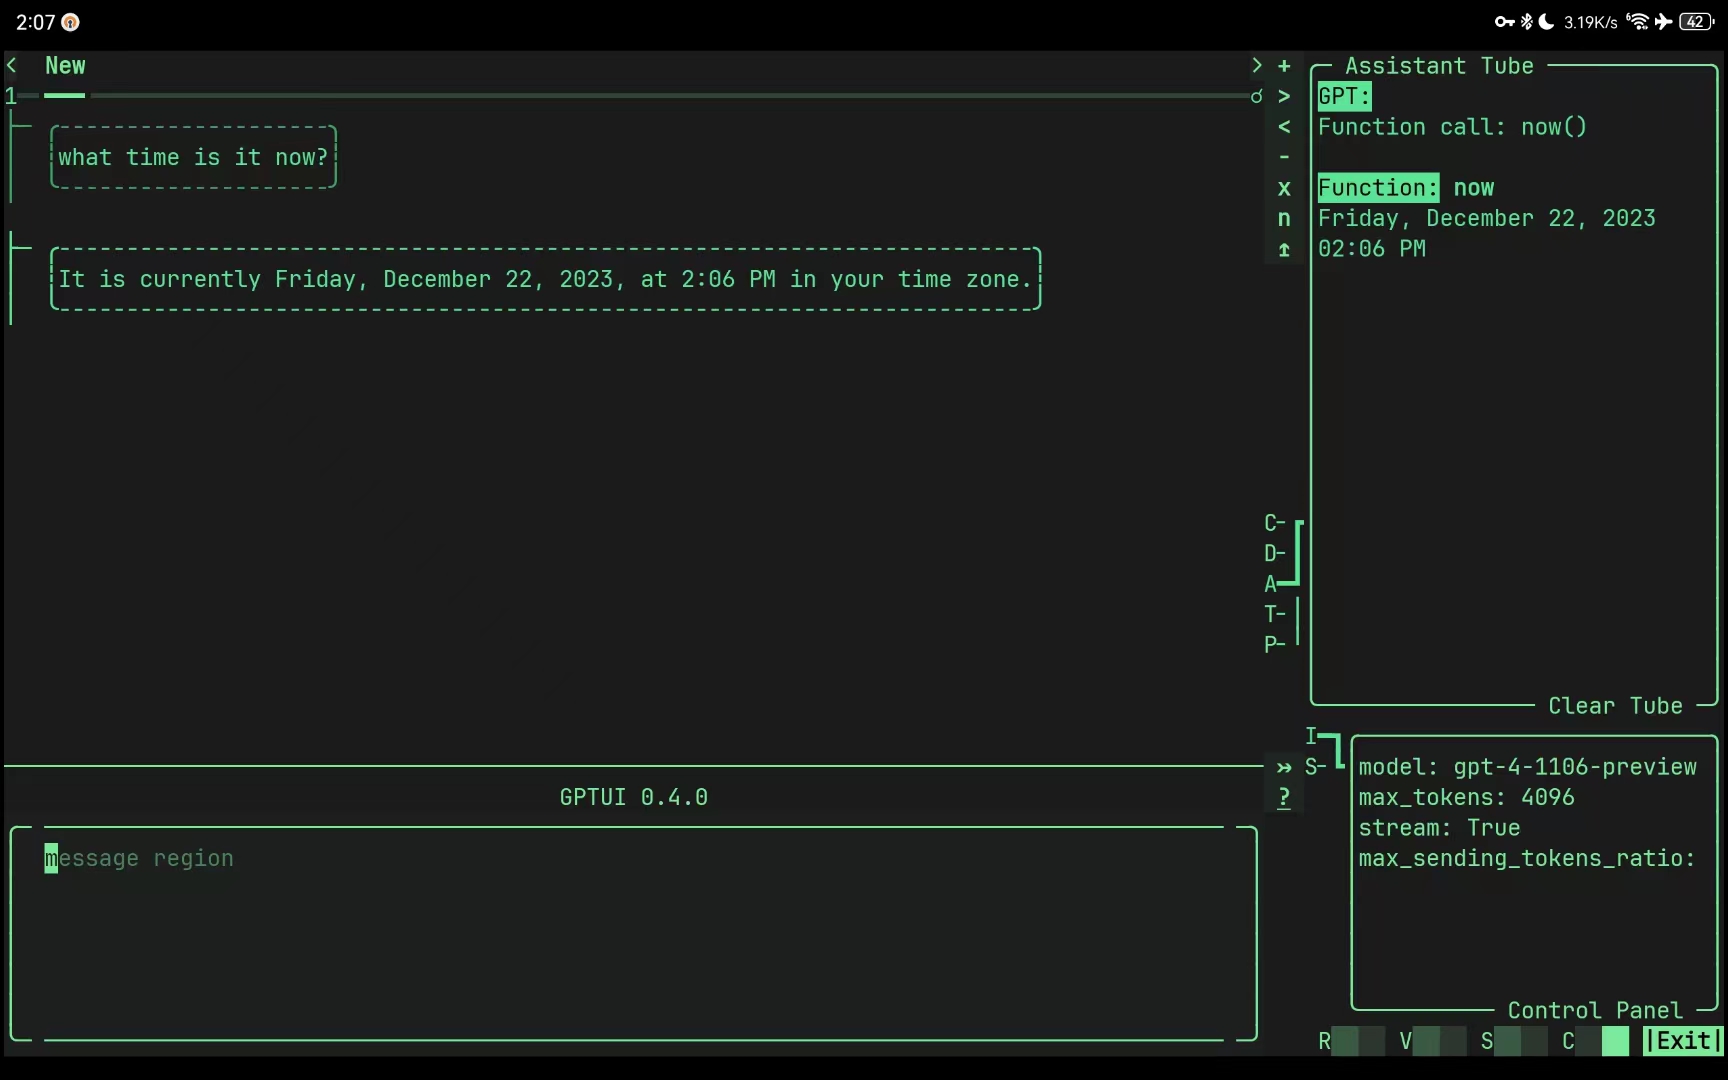 2:07
3.19K/s
6
42
< New > +
1 >
<
-
x
n
what time is it now?
It is currently Friday, December 22, 2023, at 2:06 PM in your time zone.
Assistant Tube
GPT:
Function call: now()
Function: now
Friday, December 22, 2023
02:06 PM
C-
D-
A
T-
P-
Clear Tube
I
S-
GPTUI 0.4.0
?
message region
model: gpt-4-1106-preview
max_tokens: 4096
stream: True
max_sending_tokens_ratio:
Control Panel
R V S C |Exit|